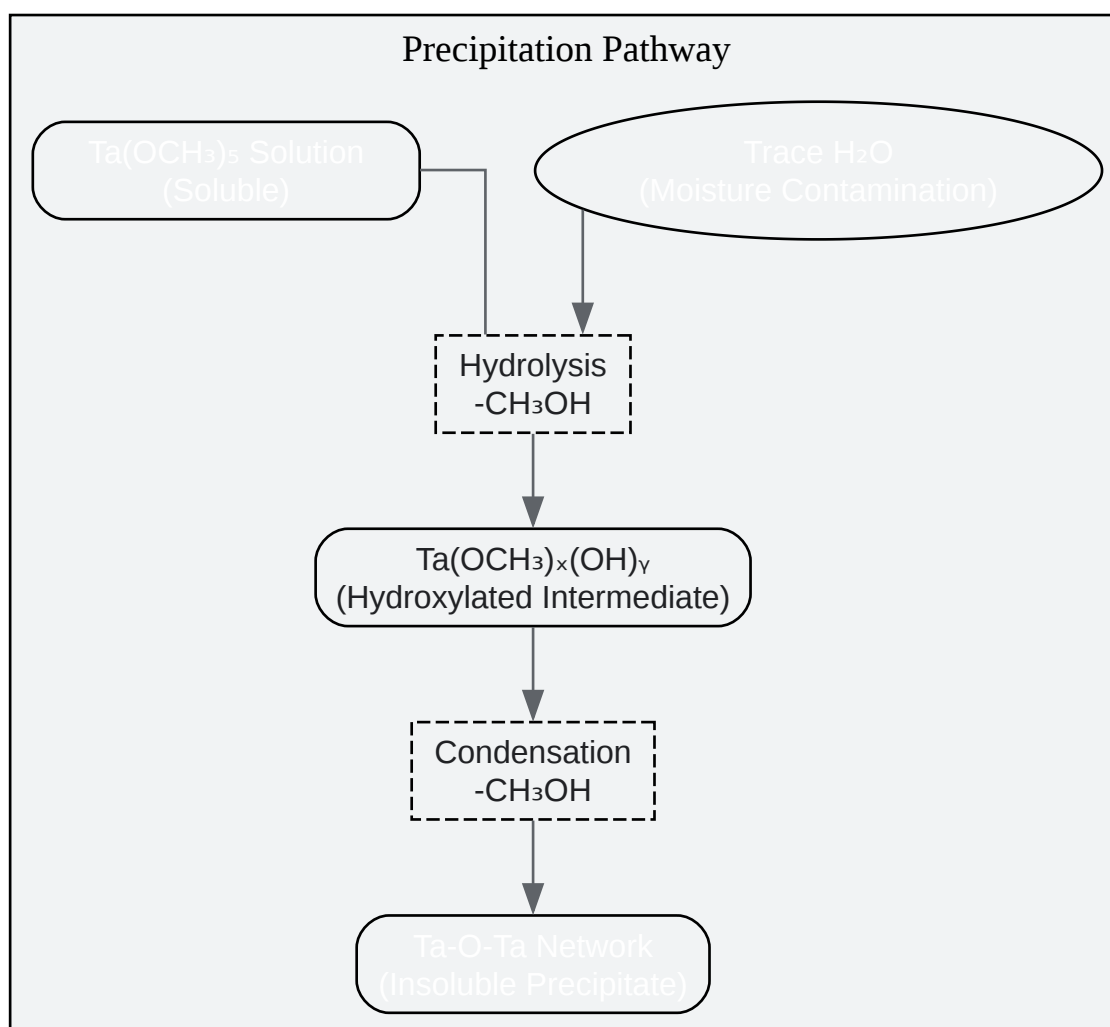 Precipitation Pathway
Ta(OCH₃)₅ Solution
(Soluble)
Trace H₂O
(Moisture Contamination)
Hydrolysis
-CH₃OH
Ta(OCH₃)ₓ(OH)ᵧ
(Hydroxylated Intermediate)
Condensation
-CH₃OH
Ta-O-Ta Network
(Insoluble Precipitate)